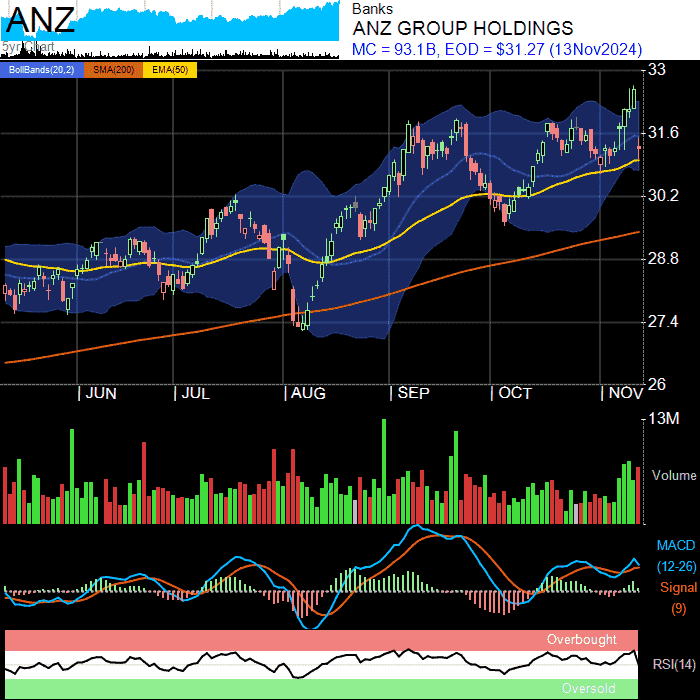 ANZ
5yr Chart
Banks
ANZ GROUP HOLDINGS
MC = 93.1B, EOD = $31.27 (13Nov2024)
BollBands(20,2) SMA(200) EMA(50)
33
31.6
30.2
28.8
27.4
26
| JUN | JUL | AUG | SEP | OCT | NOV
13M
Volume
MACD
(12-26)
Signal
(9)
Overbought
RSI(14)
Oversold